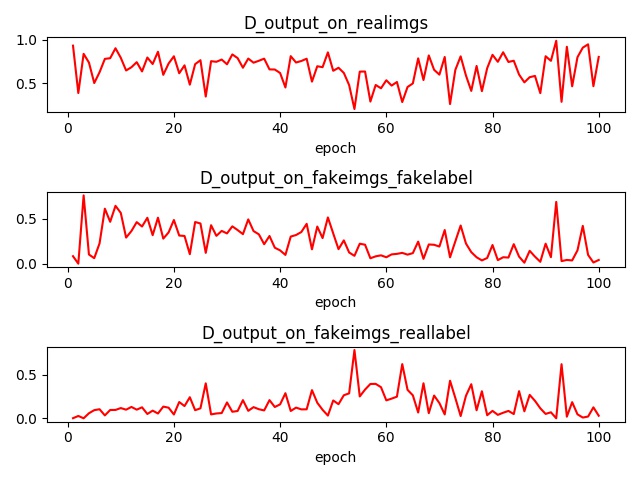 D_output_on_realimgs
1.0
0.5
0 20 40 60 80 100
epoch
D_output_on_fakeimgs_fakelabel
0.5
0.0
0 20 40 60 80 100
epoch
D_output_on_fakeimgs_reallabel
0.5
0.0
0 20 40 60 80 100
epoch